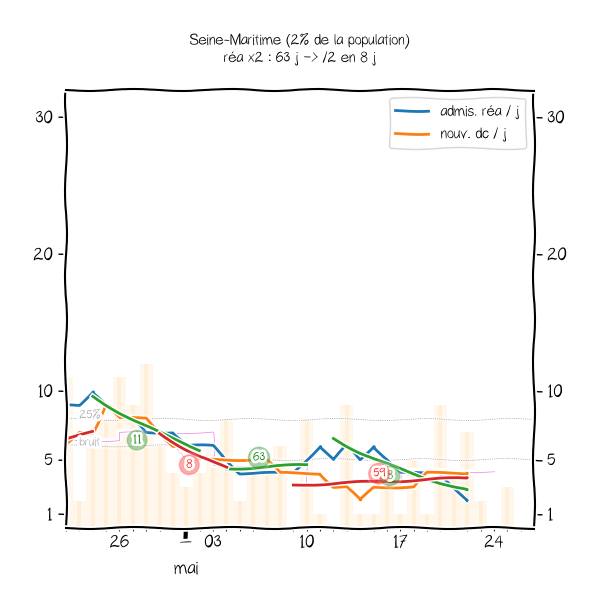 Seine-Maritime (2% de la population)
réa x2 : 63 j -> /2 en 8 j
admis. réa / j
nouv. dc / j
30 30
20 20
10 10
5 5
1 1
25%
bruit
11
8
63
59
8
26 1 03 10 17 24
mai